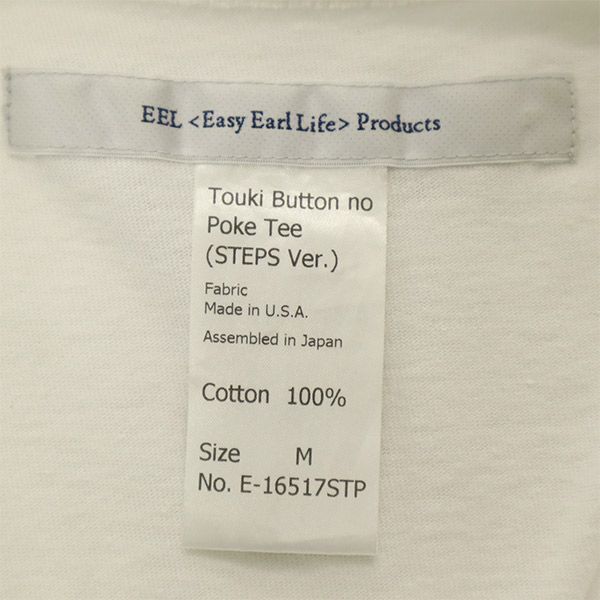 EEL <Easy Earl Life> Products
Touki Button no
Poke Tee
(STEPS Ver.)
Fabric
Made in U.S.A.
Assembled in Japan
Cotton 100%
Size M
No. E-16517STP